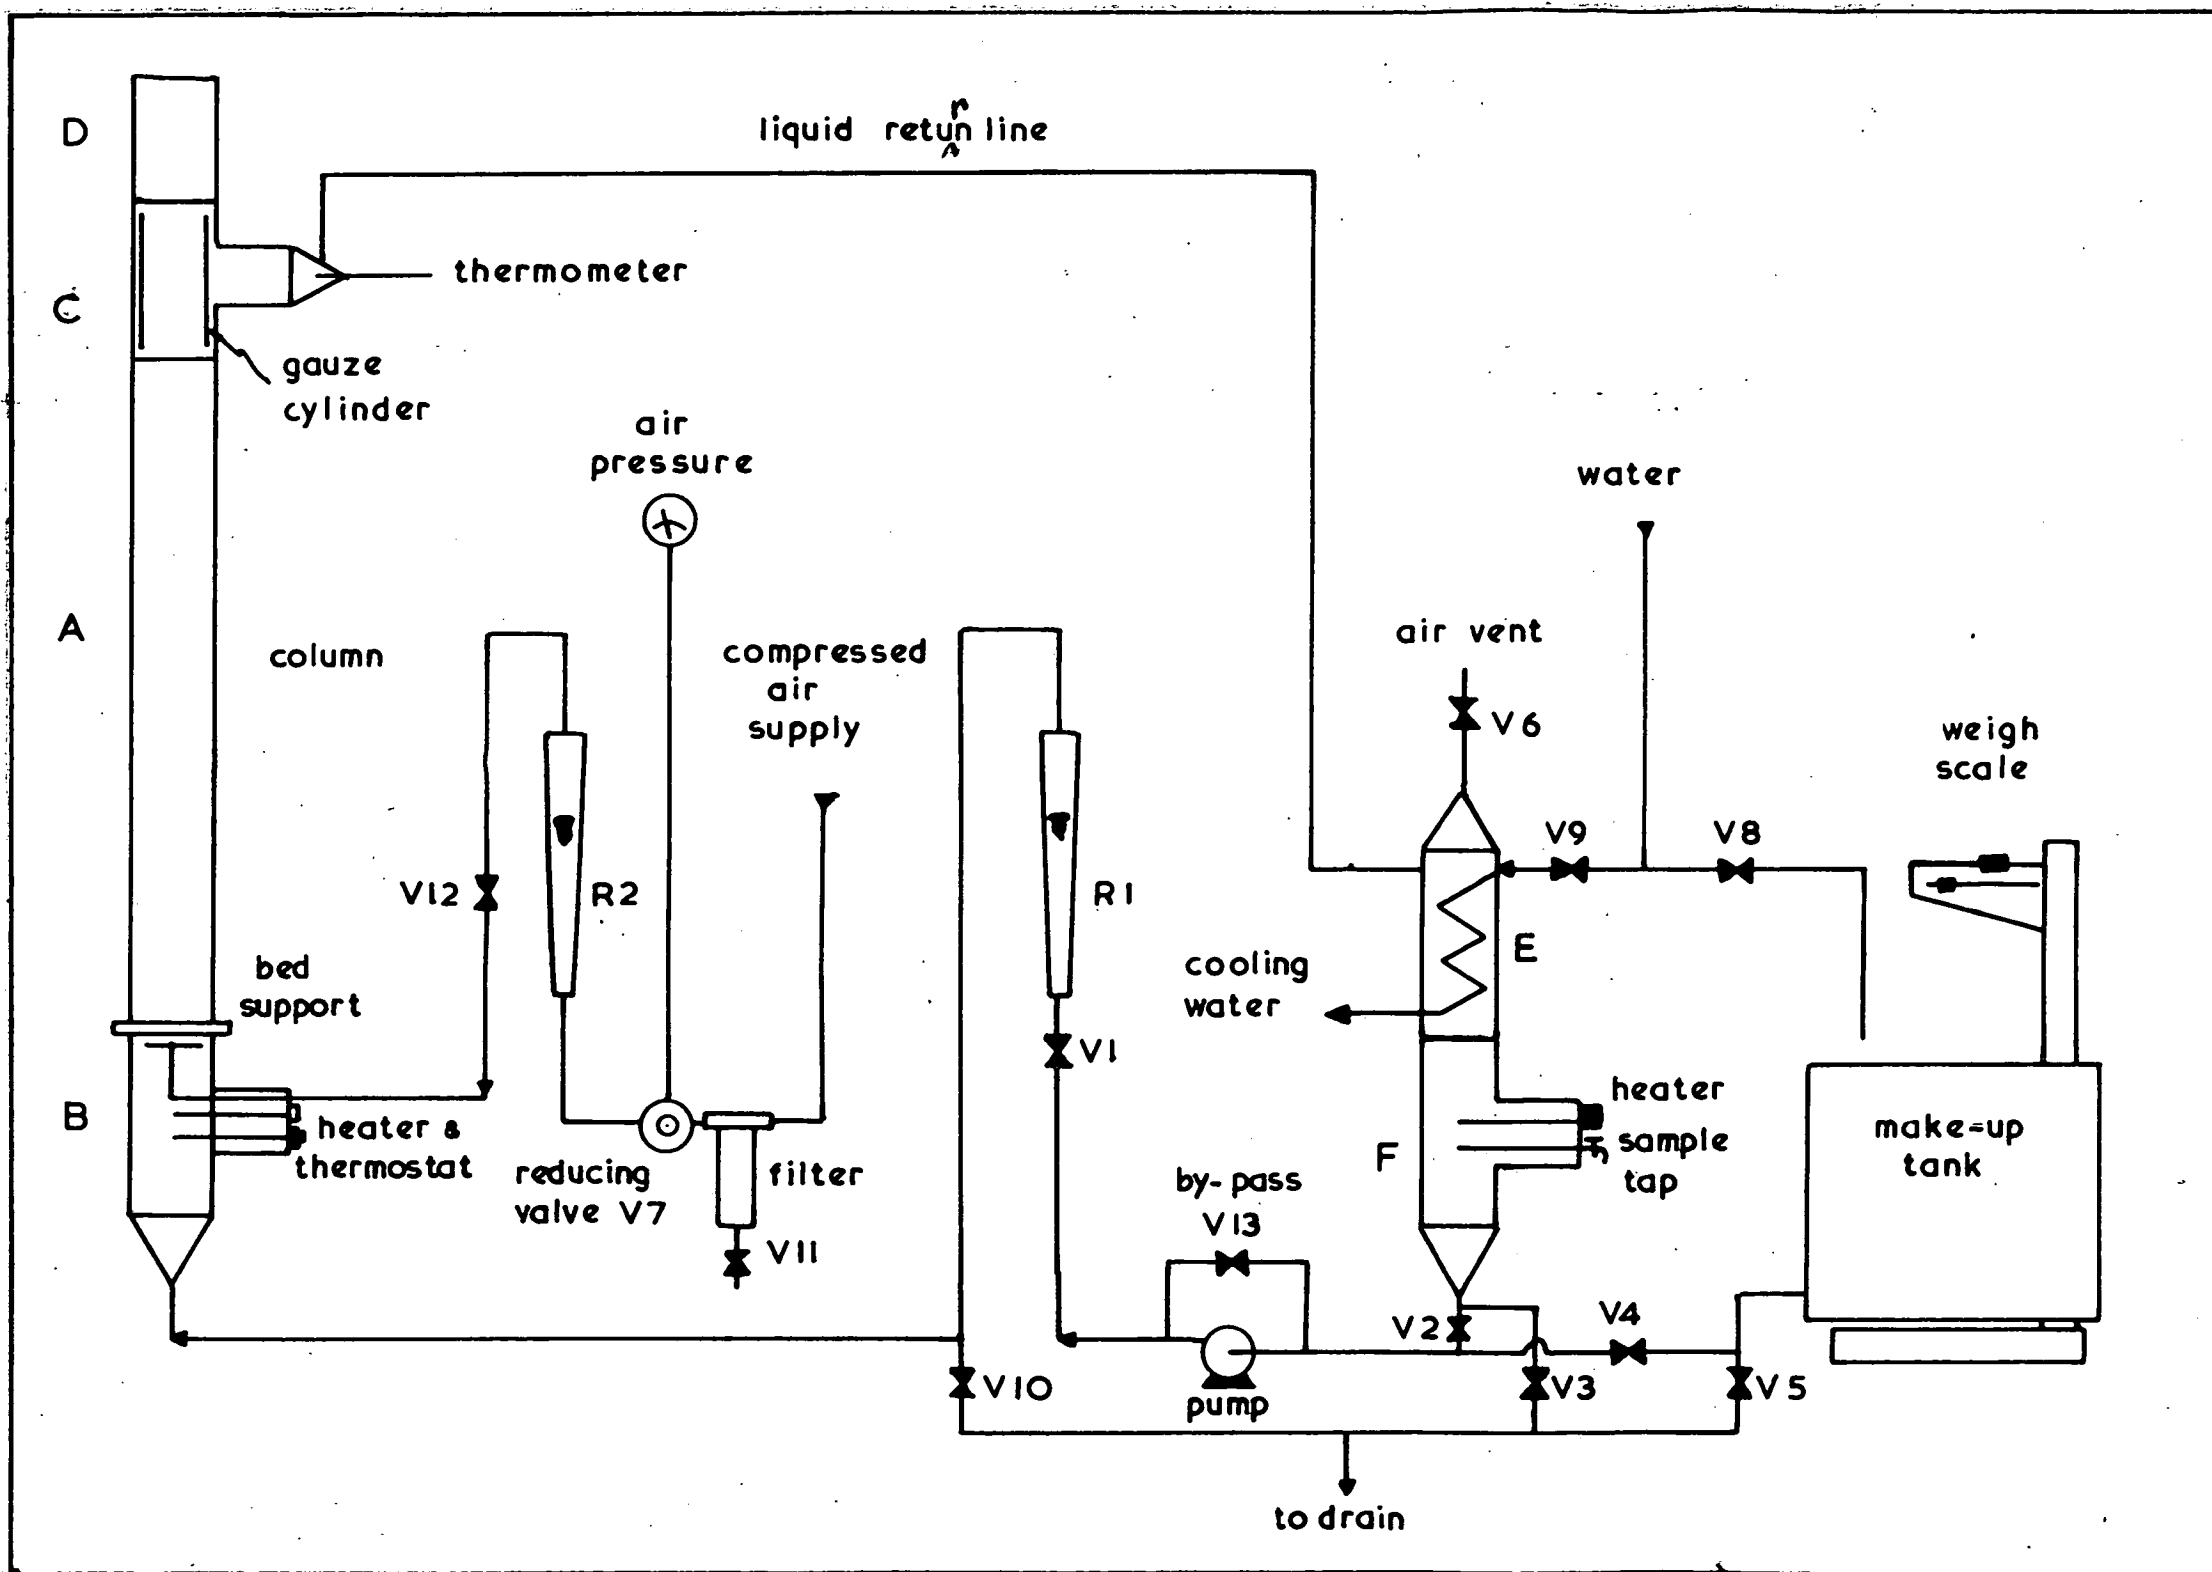 D
liquid retun line
r
thermometer
C
gauze
cylinder
air
pressure
water
A
column
compressed
air
supply
air vent
V6
weigh
scale
V12
R2
R1
V9
V8
E
bed
support
cooling
water
V1
B
heater &
thermostat
reducing
valve V7
filter
V11
heater
sample
tap
F
make=up
tank
by-pass
V13
V2
V4
V10
pump
V3
V5
to drain